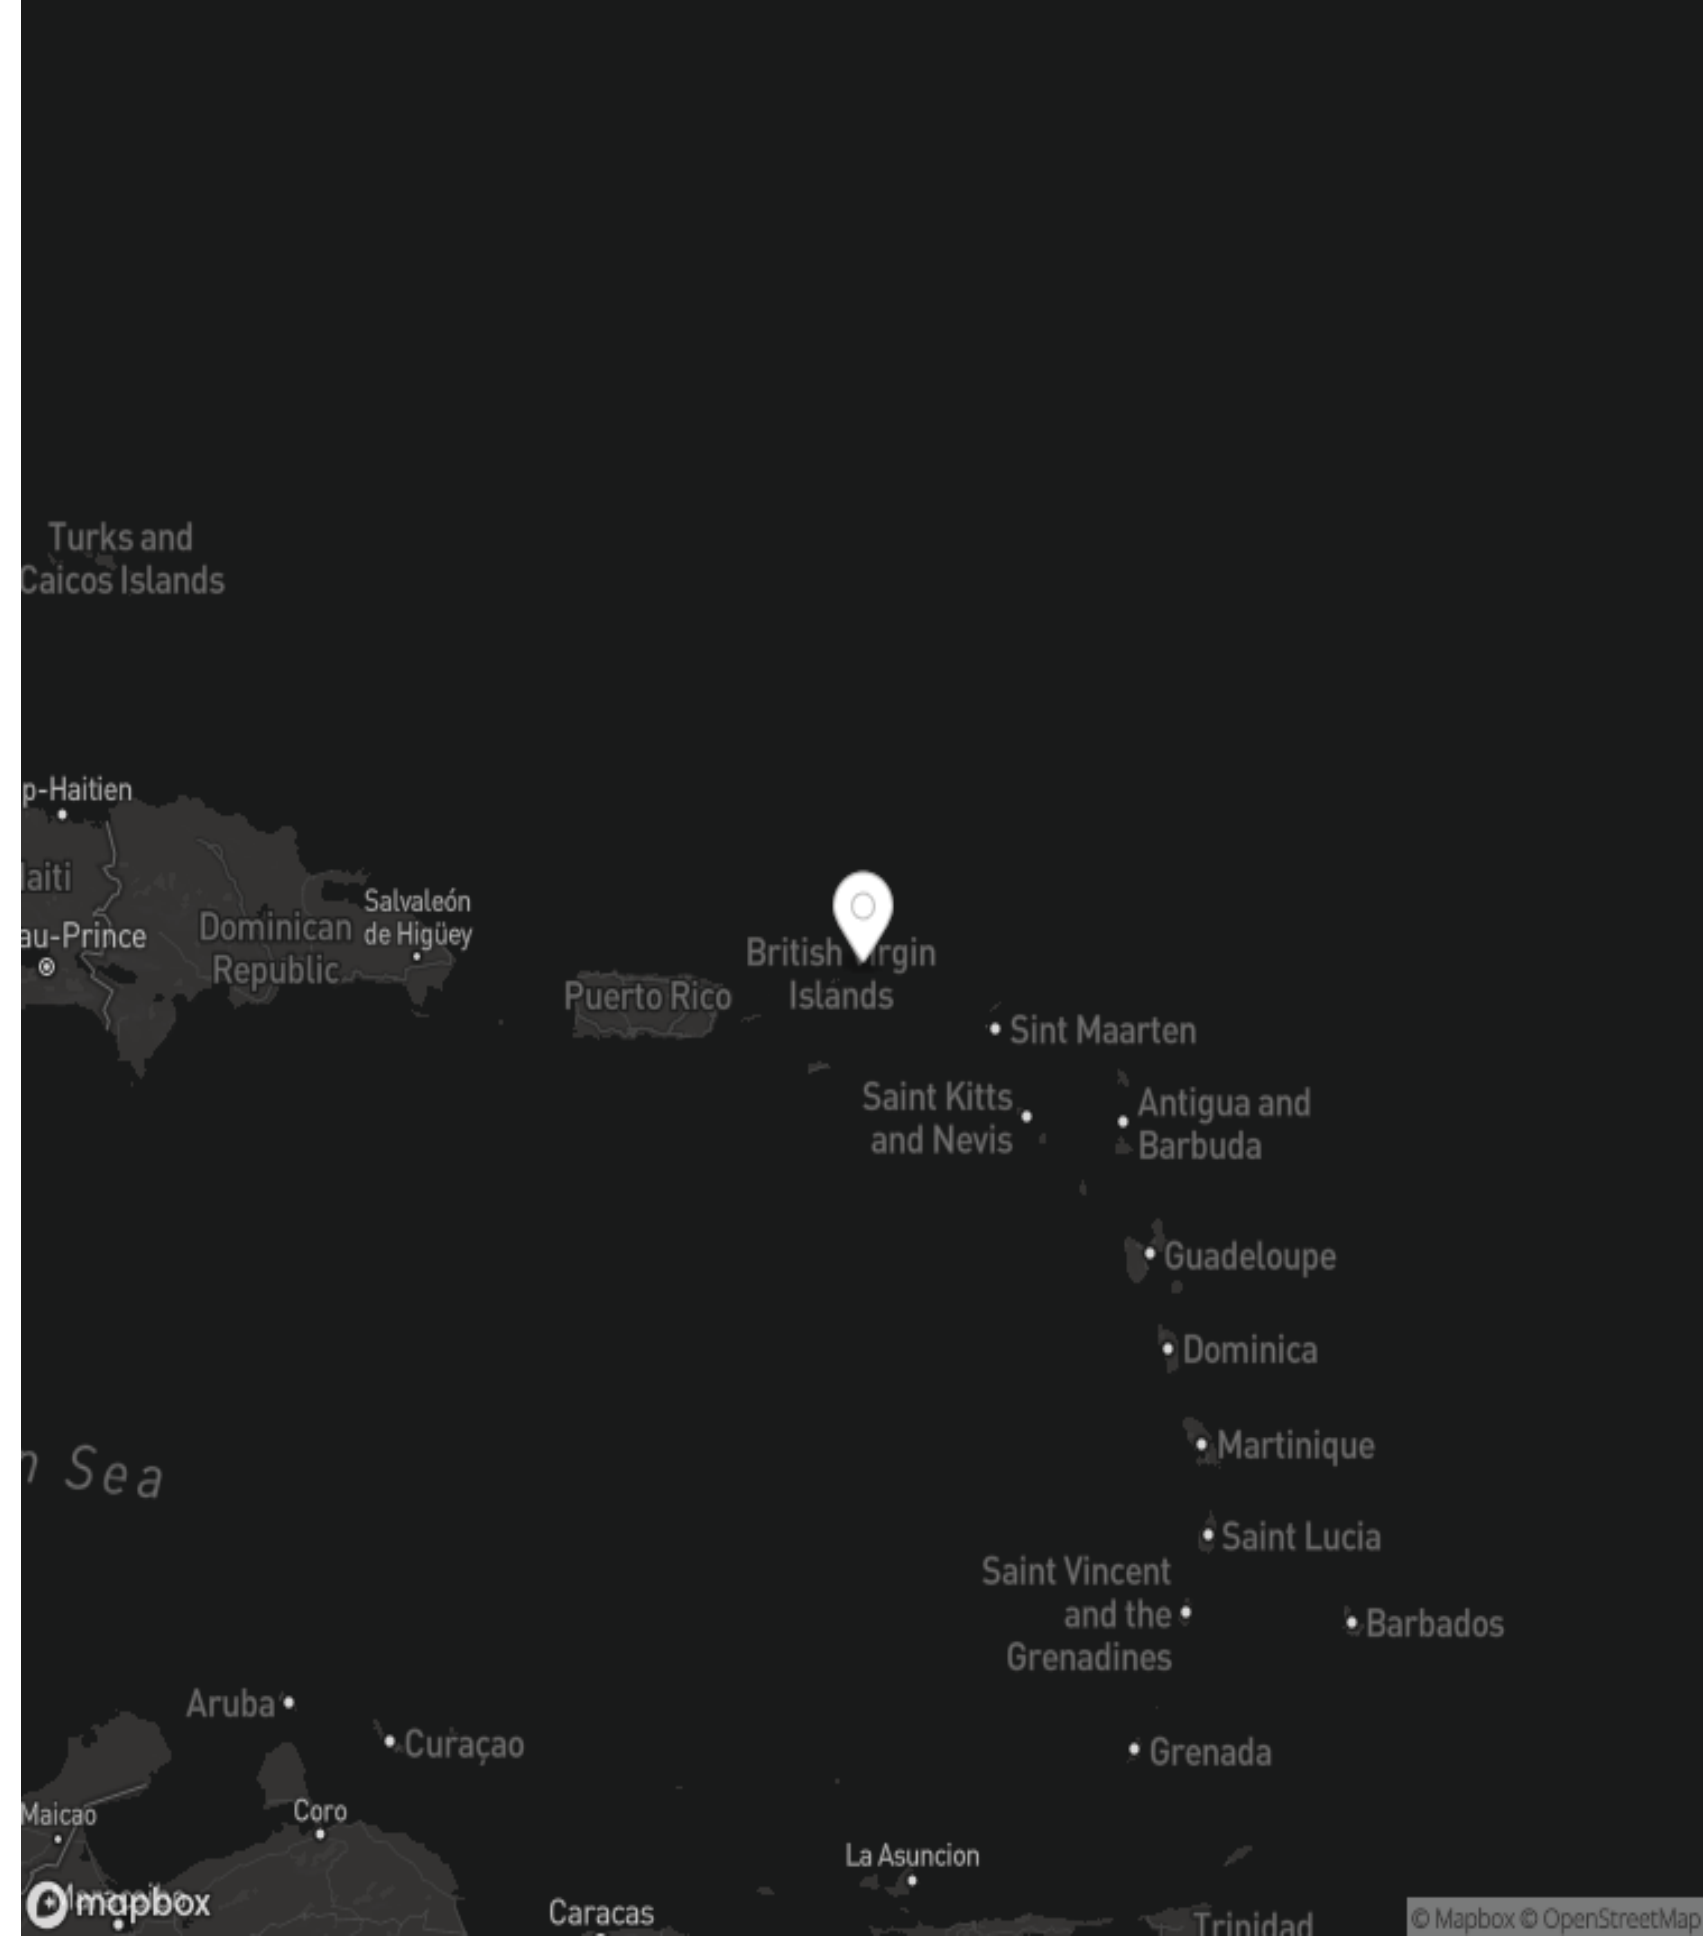 Turks and
Caicos Islands
p-Haitien
aiti
au-Prince
Dominican
Republic
Salvaleón
de Higüey
Puerto Rico
British Virgin
Islands
Sint Maarten
Saint Kitts
and Nevis
Antigua and
Barbuda
Guadeloupe
Dominica
n Sea
Martinique
Saint Lucia
Saint Vincent
and the
Grenadines
Barbados
Aruba
Curaçao
Grenada
Maicao
Coro
La Asuncion
Maracaibo
mapbox
Caracas
Trinidad
© Mapbox © OpenStreetMap